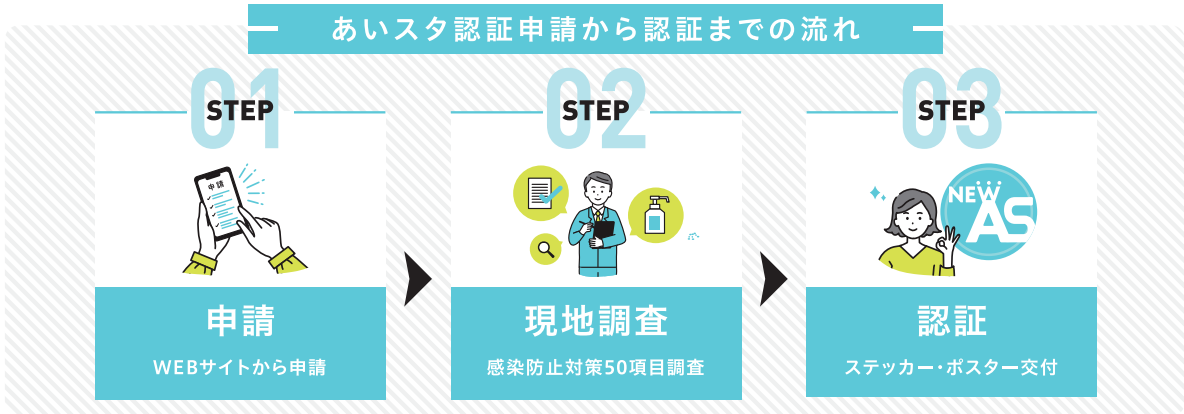 あいスタ認証申請から認証までの流れ
01
STEP
申請
申請
WEBサイトから申請
02
STEP
現地調査
感染防止対策50項目調査
03
STEP
NEW
AS
認証
ステッカー・ポスター交付